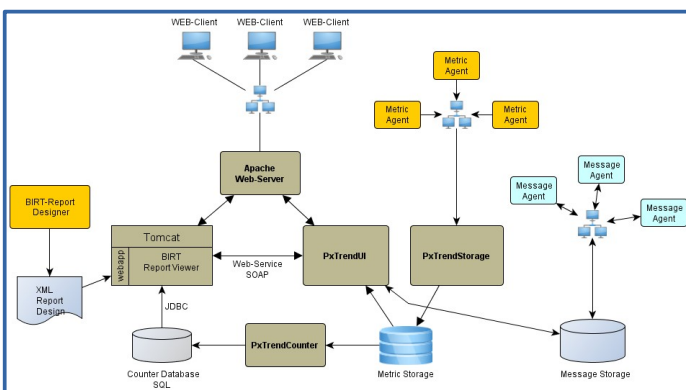 WEB-Client
WEB-Client
WEB-Client
Metric
Agent
Metric
Agent
Metric
Agent
Apache
Web-Server
Message
Agent
Message
Agent
Message
Agent
BIRT-Report
Designer
Tomcat
webapp
BIRT
Report Viewer
Web-Service
SOAP
PxTrendUI
PxTrendStorage
XML
Report
Design
JDBC
PxTrendCounter
Counter Database
SQL
Metric Storage
Message Storage